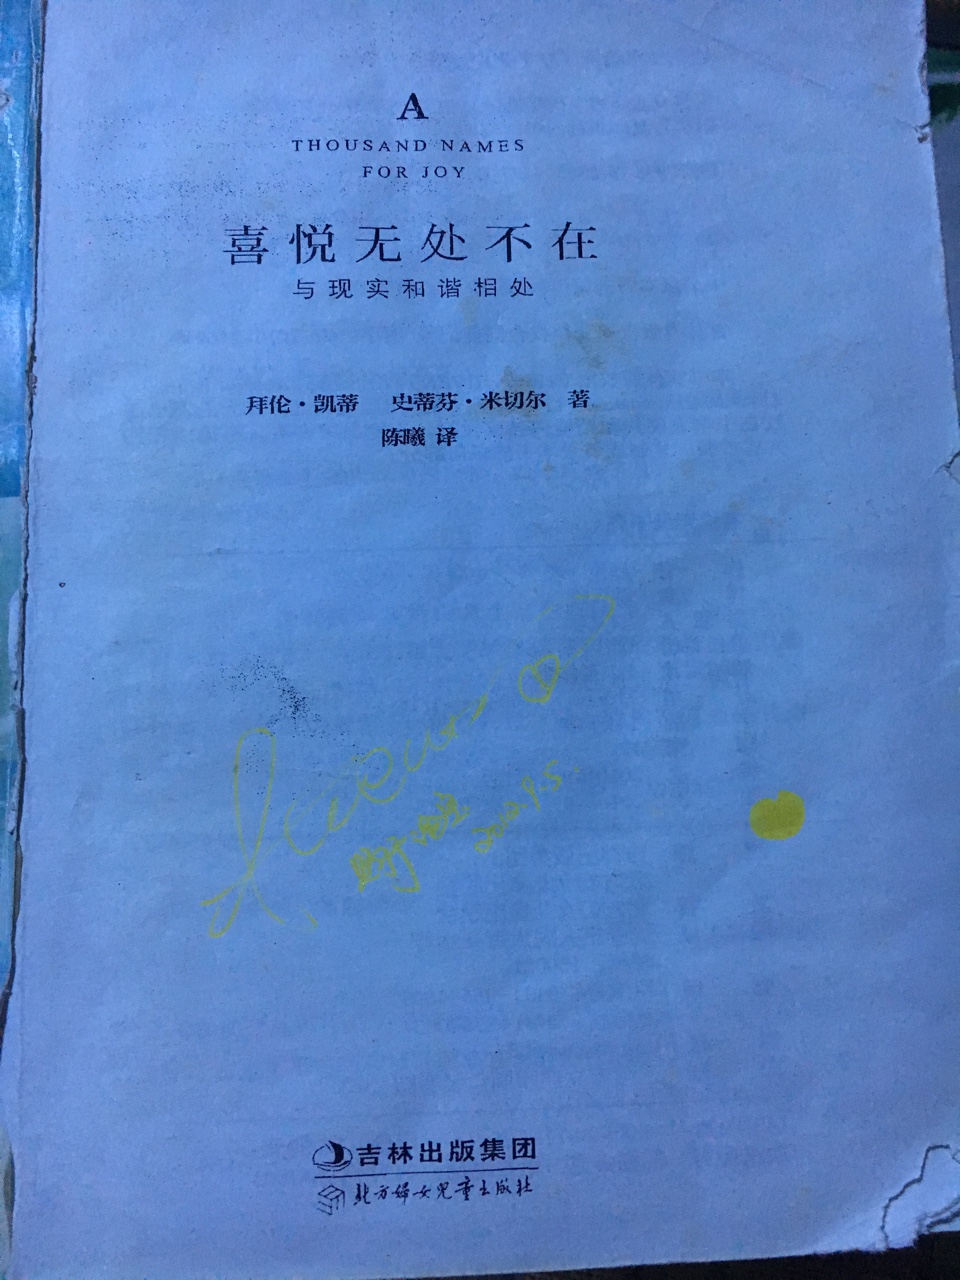 A
THOUSAND NAMES
FOR JOY
喜悦无处不在
与现实和谐相处
拜伦·凯蒂 史蒂芬·米切尔 著
陈曦 译
吉林出版集团
北方婦女兒童出版社